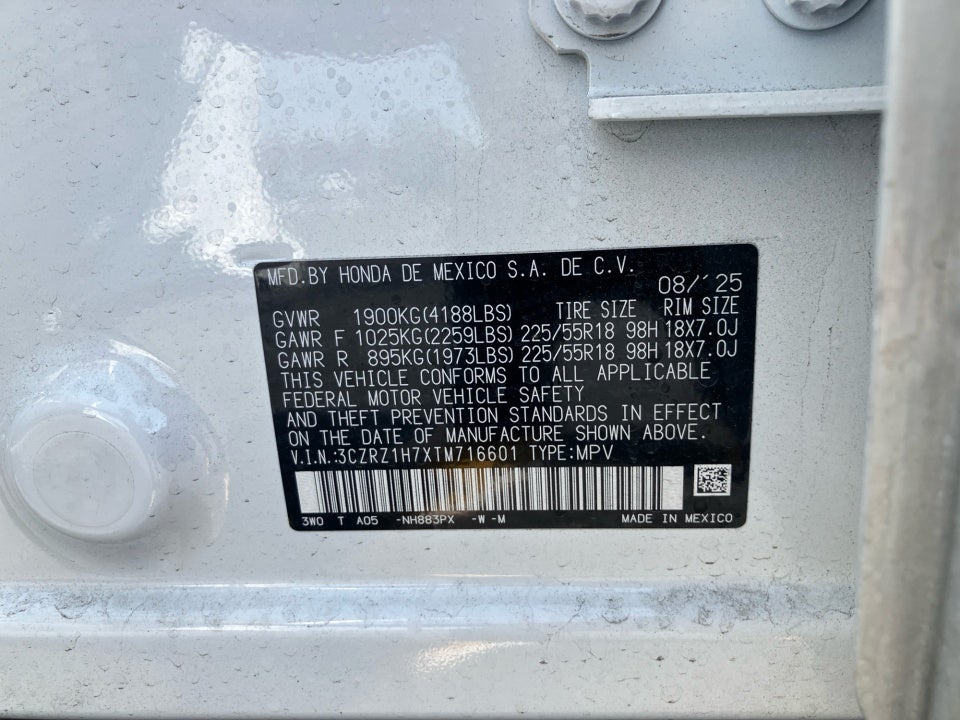 MFD.BY HONDA DE MEXICO S.A. DE C.V.
08/´25
GVWR 1900KG(4188LBS) TIRE SIZE RIM SIZE
GAWR F 1025KG(2259LBS) 225/55R18 98H 18X7.0J
GAWR R 895KG(1973LBS) 225/55R18 98H 18X7.0J
THIS VEHICLE CONFORMS TO ALL APPLICABLE
FEDERAL MOTOR VEHICLE SAFETY
AND THEFT PREVENTION STANDARDS IN EFFECT
ON THE DATE OF MANUFACTURE SHOWN ABOVE.
V.I.N.:3CZRZ1H7XTM716601 TYPE:MPV
3W0 T A05 -NH883PX -W -M MADE IN MEXICO